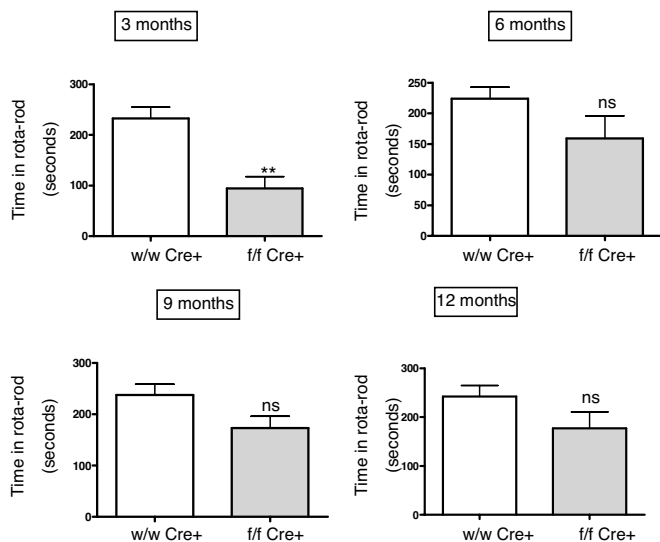 3 months
Time in rota-rod
(seconds)
300
200
100
0
**
w/w Cre+
f/f Cre+
6 months
Time in rota-rod
(seconds)
250
200
150
100
50
0
ns
w/w Cre+
f/f Cre+
9 months
Time in rota-rod
(seconds)
300
200
100
0
ns
w/w Cre+
f/f Cre+
12 months
Time in rota-rod
(seconds)
300
200
100
0
ns
w/w Cre+
f/f Cre+